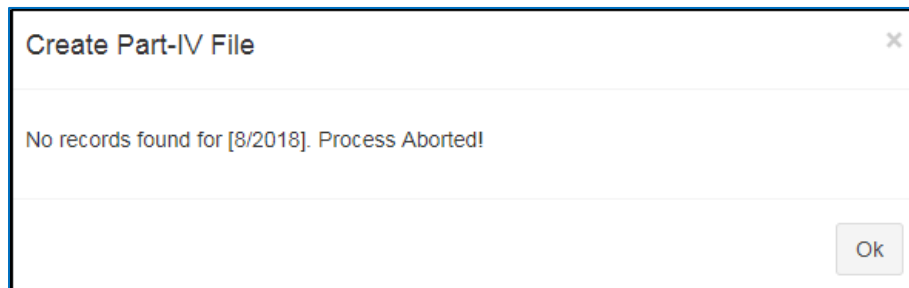 Create Part-IV File
×
No records found for [8/2018]. Process Aborted!
Ok